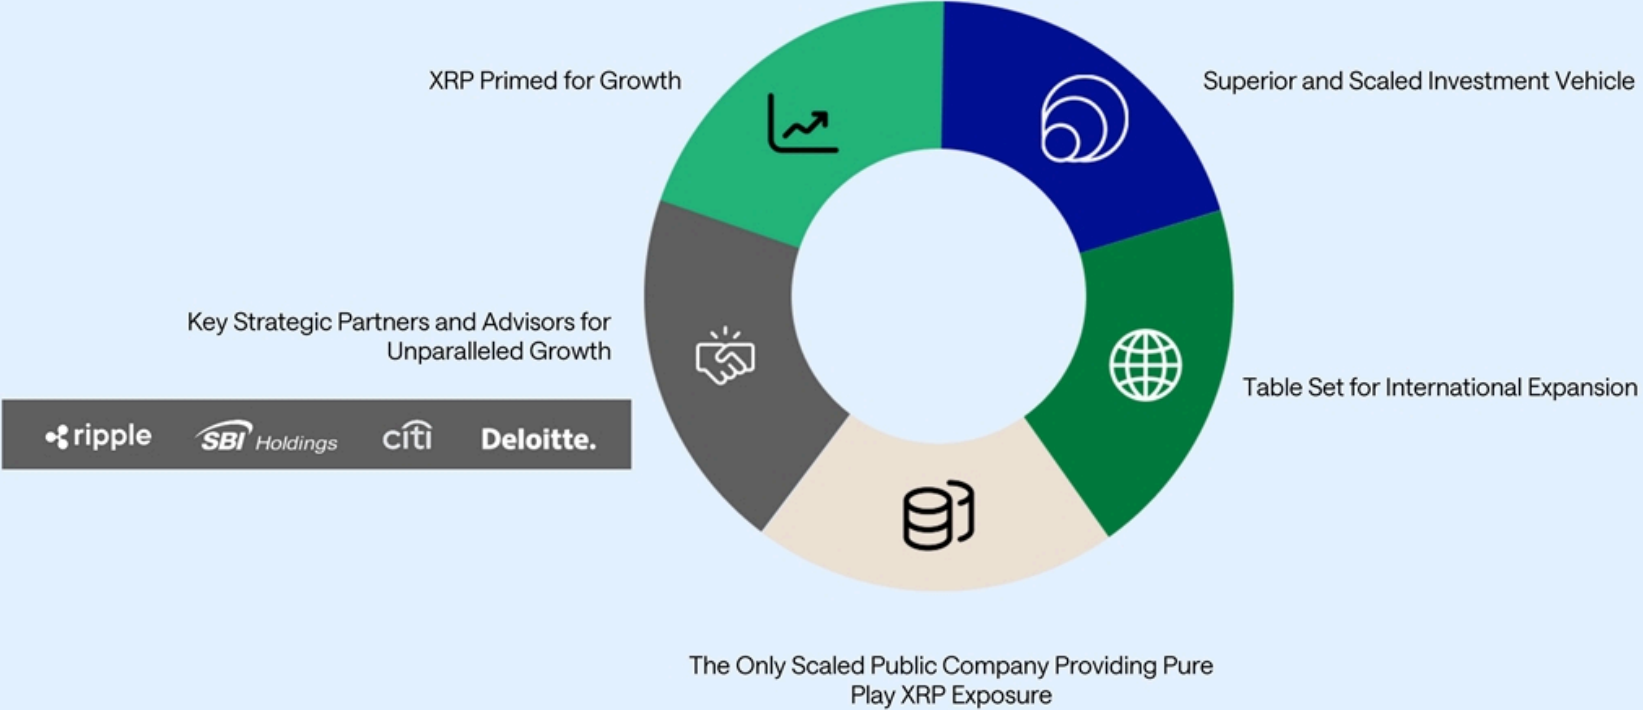 XRP Primed for Growth
Superior and Scaled Investment Vehicle
Key Strategic Partners and Advisors for
Unparalleled Growth
ripple
SBI Holdings
citi
Deloitte.
Table Set for International Expansion
The Only Scaled Public Company Providing Pure
Play XRP Exposure